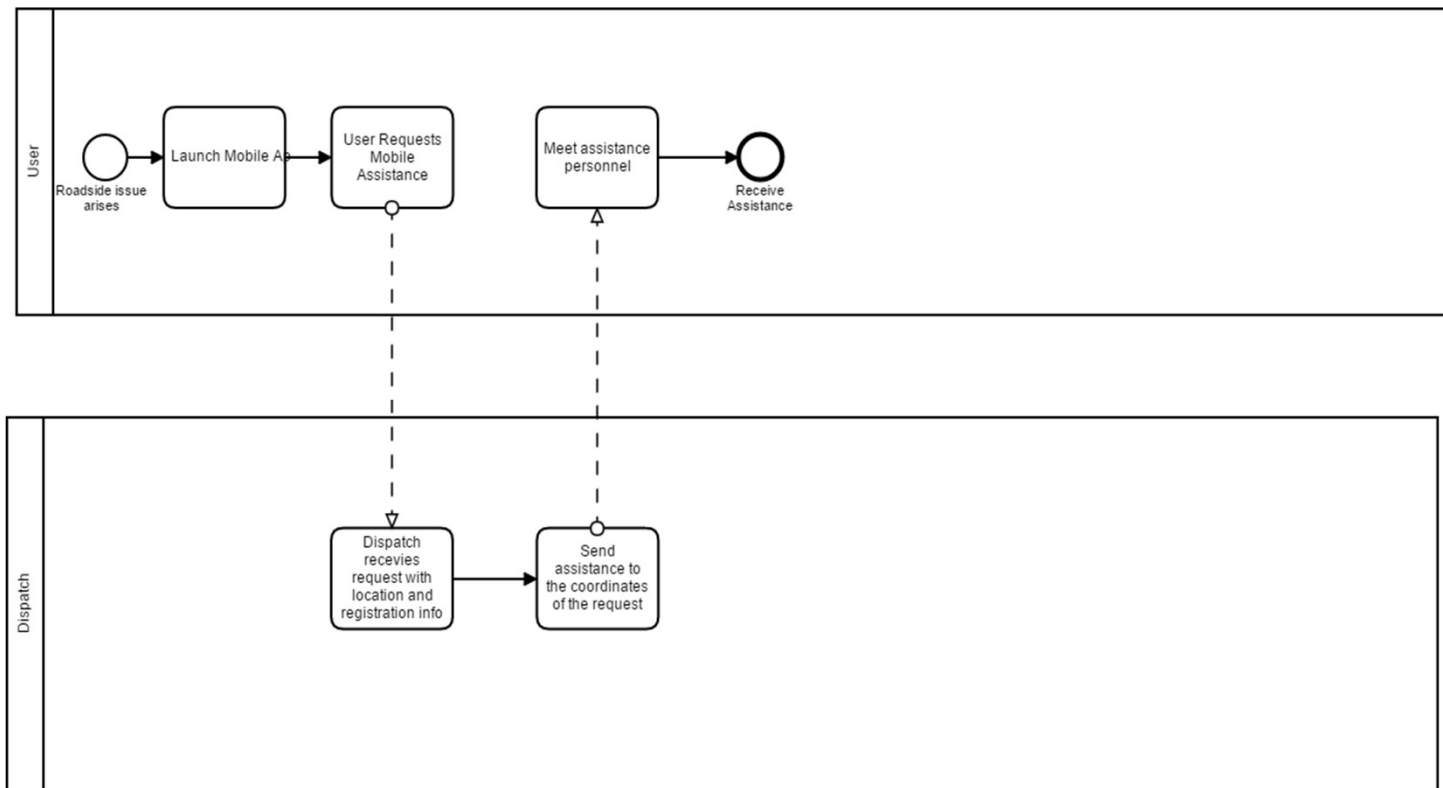 User
Roadside issue
arises
Launch Mobile Ap
User Requests
Mobile
Assistance
Meet assistance
personnel
Receive
Assistance
Dispatch
Dispatch
recevies
request with
location and
registration info
Send
assistance to
the coordinates
of the request